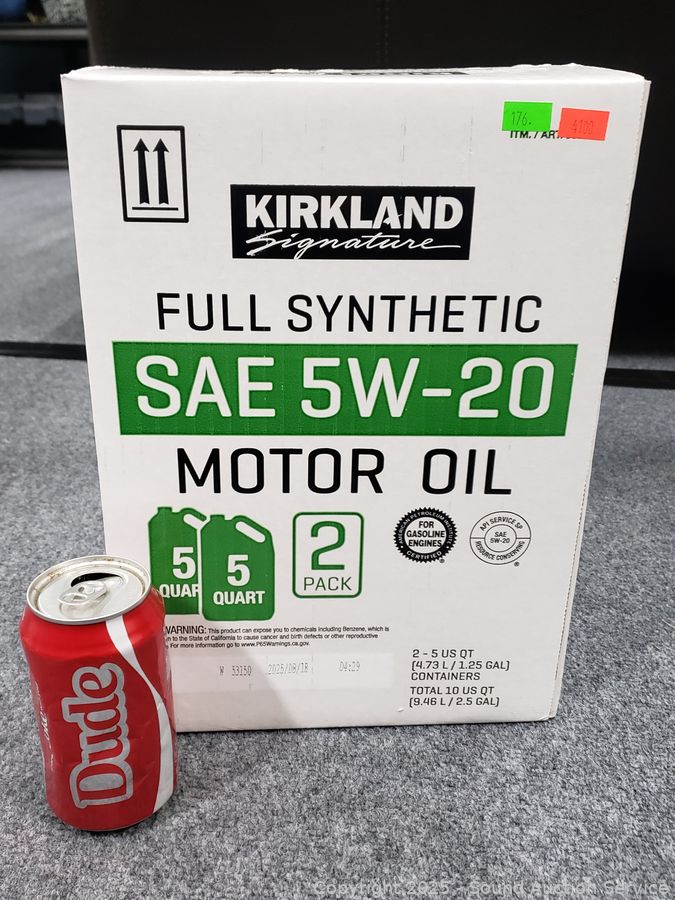 176.
4100
ITM. / ART.
KIRKLAND
Signature
FULL SYNTHETIC
SAE 5W-20
MOTOR OIL
5
QUAR
5
QUART
2
PACK
AMERICAN PETROLEUM INSTITUTE
FOR
GASOLINE
ENGINES
CERTIFIED
API SERVICE SP
SAE
5W-20
RESOURCE CONSERVING
®
®
WARNING: This product can expose you to chemicals including Benzene, which is
to the State of California to cause cancer and birth defects or other reproductive
For more information go to www.P65Warnings.ca.gov.
W 33150 2025/08/18 04:29
2 - 5 US QT
(4.73 L / 1.25 GAL)
CONTAINERS
TOTAL 10 US QT
(9.46 L / 2.5 GAL)
Dude
Copyright 2025 - Sound Auction Service